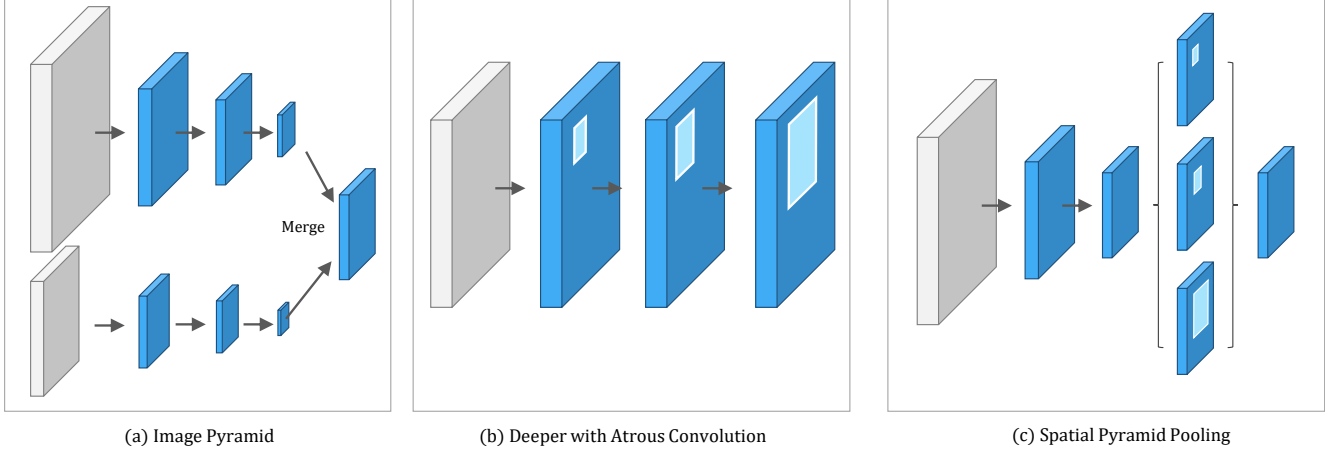 Merge
(a) Image Pyramid
(b) Deeper with Atrous Convolution
(c) Spatial Pyramid Pooling